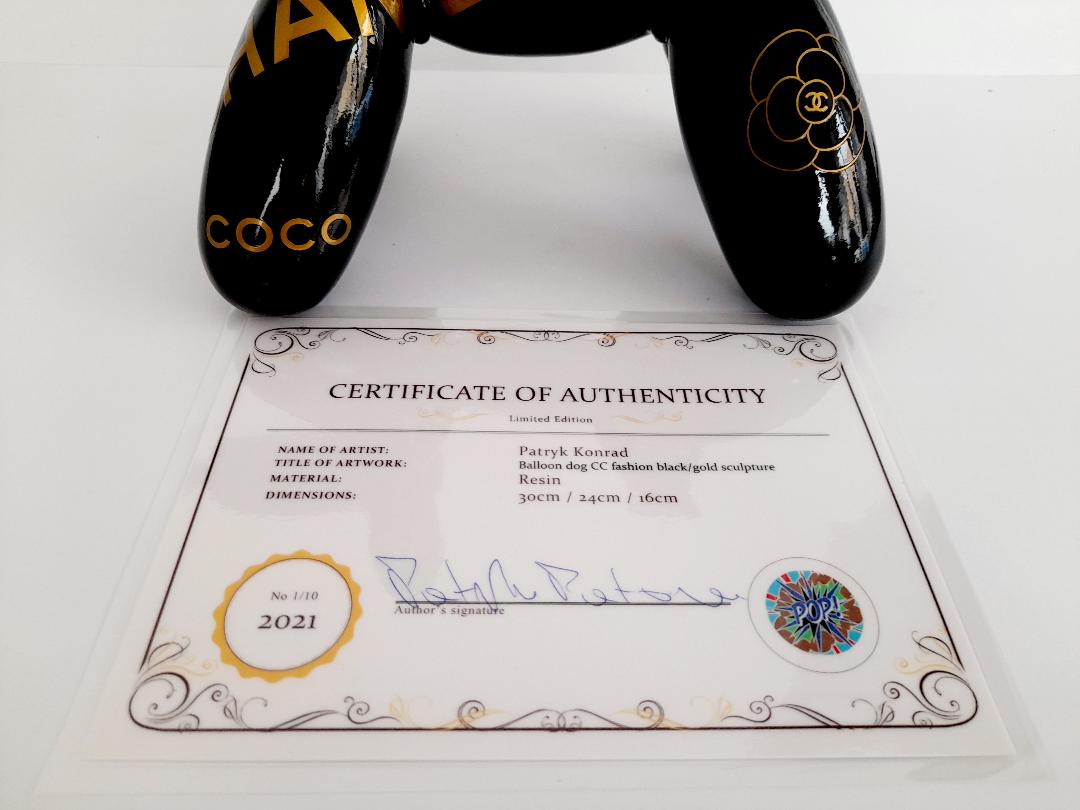 HANE
COCO
CERTIFICATE OF AUTHENTICITY
Limited Edition
NAME OF ARTIST: Patryk Konrad
TITLE OF ARTWORK: Balloon dog CC fashion black/gold sculpture
MATERIAL: Resin
DIMENSIONS: 30cm / 24cm / 16cm
No 1/10
2021
Author's signature
POP!